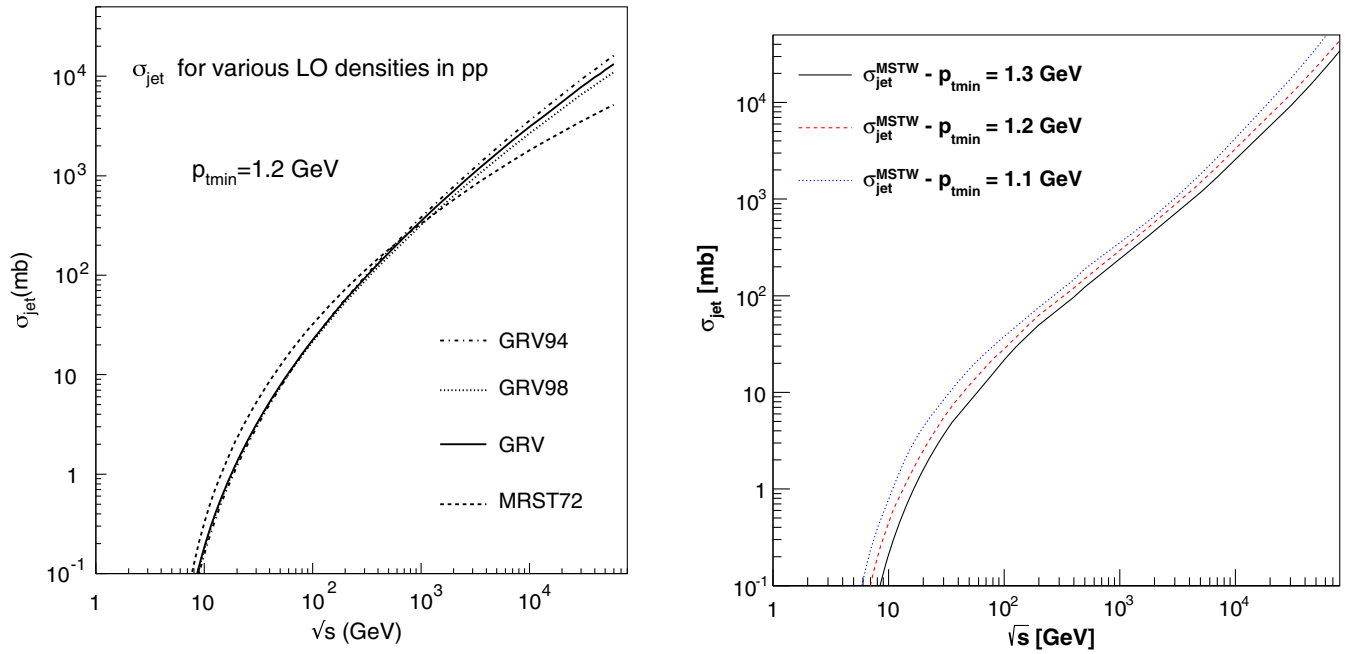 σjet for various LO densities in pp
ptmin=1.2 GeV
GRV94
GRV98
GRV
MRST72
σjet(mb)
10^4
10^3
10^2
10
1
10^-1
1
10
10^2
10^3
10^4
√s (GeV)
σjet^MSTW - ptmin = 1.3 GeV
σjet^MSTW - ptmin = 1.2 GeV
σjet^MSTW - ptmin = 1.1 GeV
σjet [mb]
10^4
10^3
10^2
10
1
10^-1
1
10
10^2
10^3
10^4
√s [GeV]